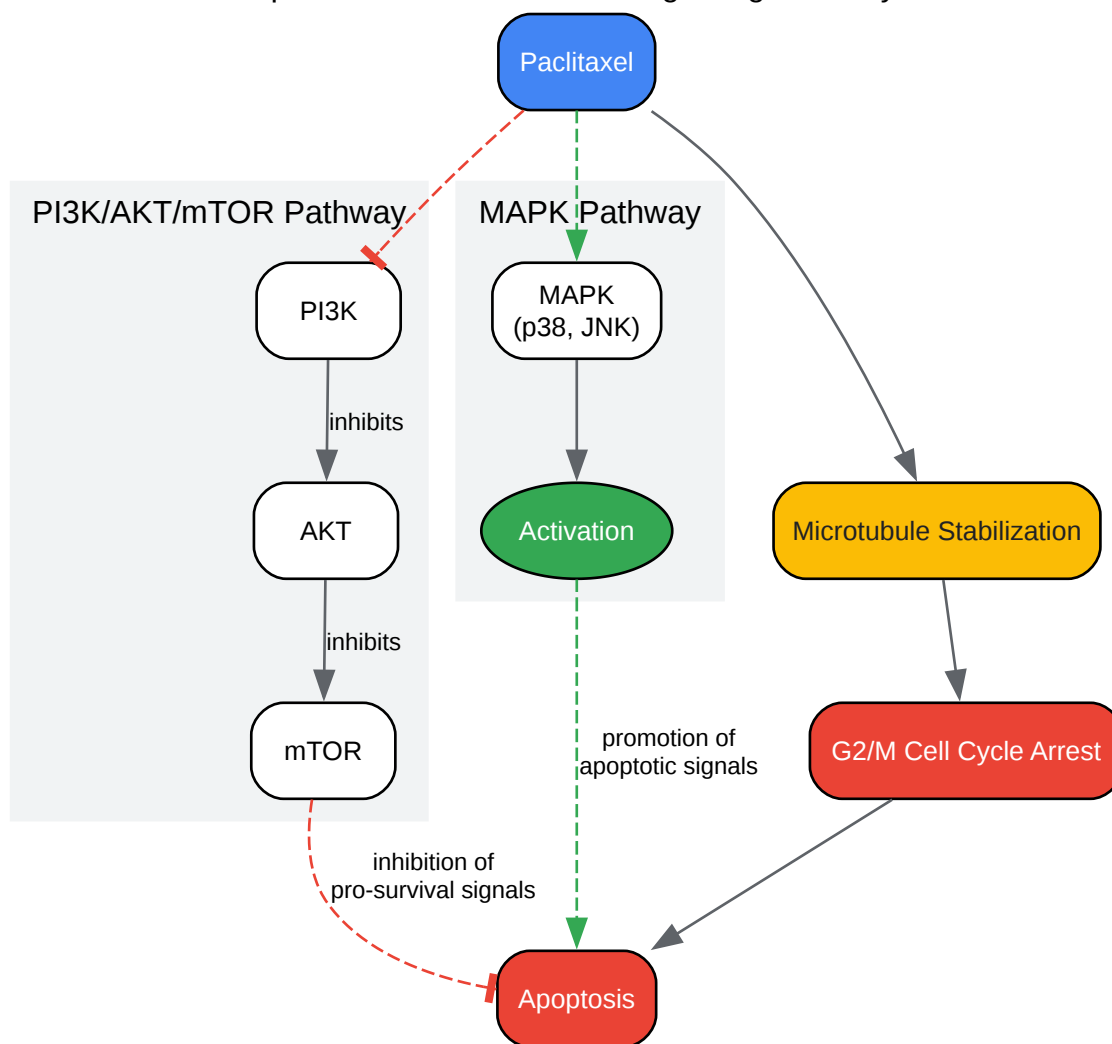 Paclitaxel
PI3K/AKT/mTOR Pathway
MAPK Pathway
PI3K
MAPK
(p38, JNK)
inhibits
AKT
Activation
Microtubule Stabilization
inhibits
mTOR
promotion of
apoptotic signals
G2/M Cell Cycle Arrest
inhibition of
pro-survival signals
Apoptosis